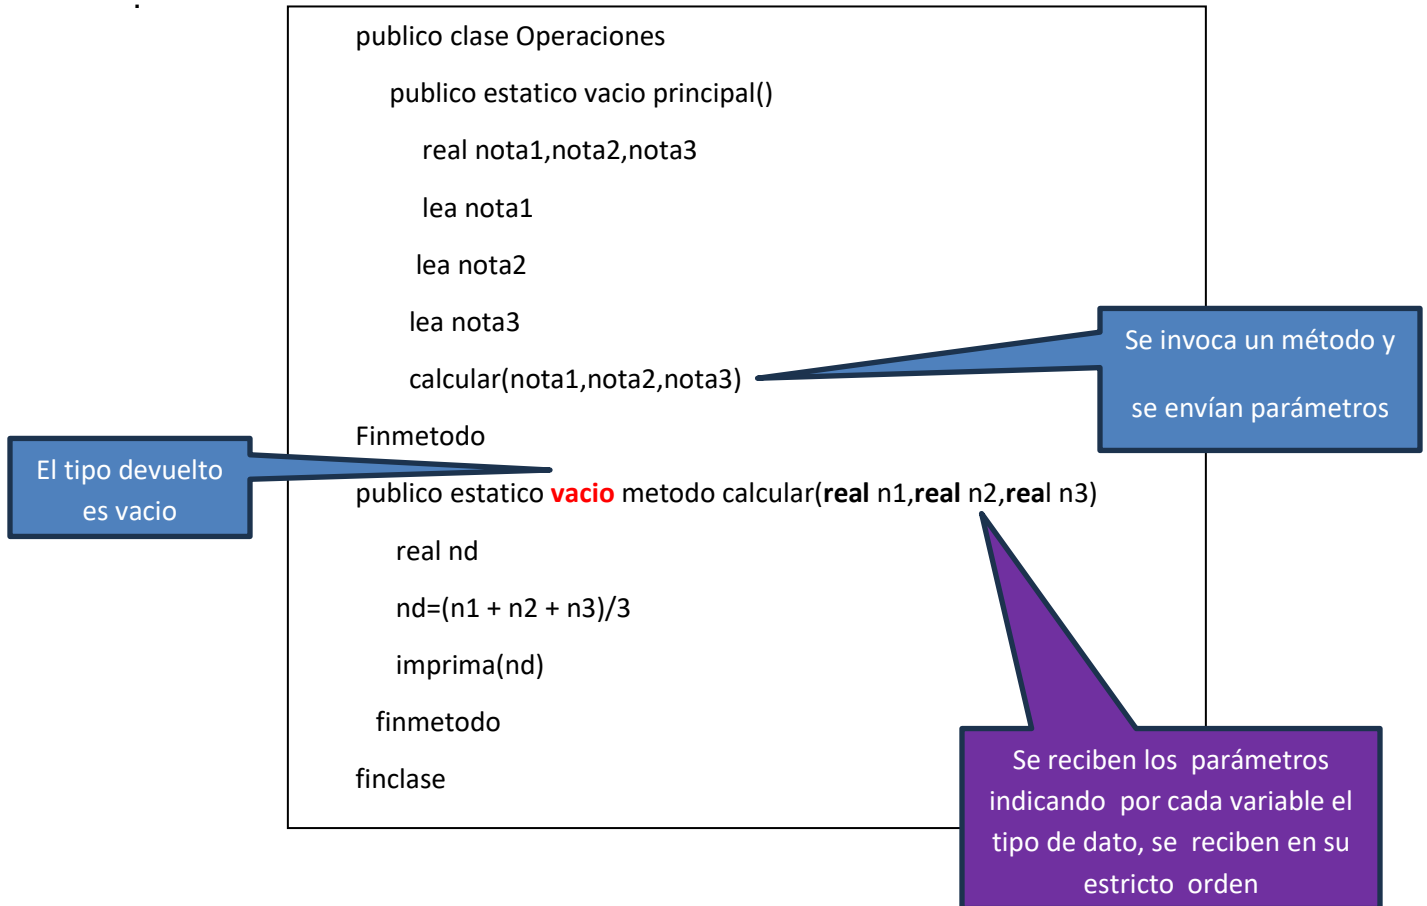 .
publico clase Operaciones
publico estatico vacio principal()
real nota1,nota2,nota3
lea nota1
lea nota2
lea nota3
calcular(nota1,nota2,nota3)
Se invoca un método y
se envían parámetros
Finmetodo
El tipo devuelto
es vacio
publico estatico vacio metodo calcular(real n1,real n2,real n3)
real nd
nd=(n1 + n2 + n3)/3
imprima(nd)
finmetodo
finclase
Se reciben los parámetros
indicando por cada variable el
tipo de dato, se reciben en su
estricto orden